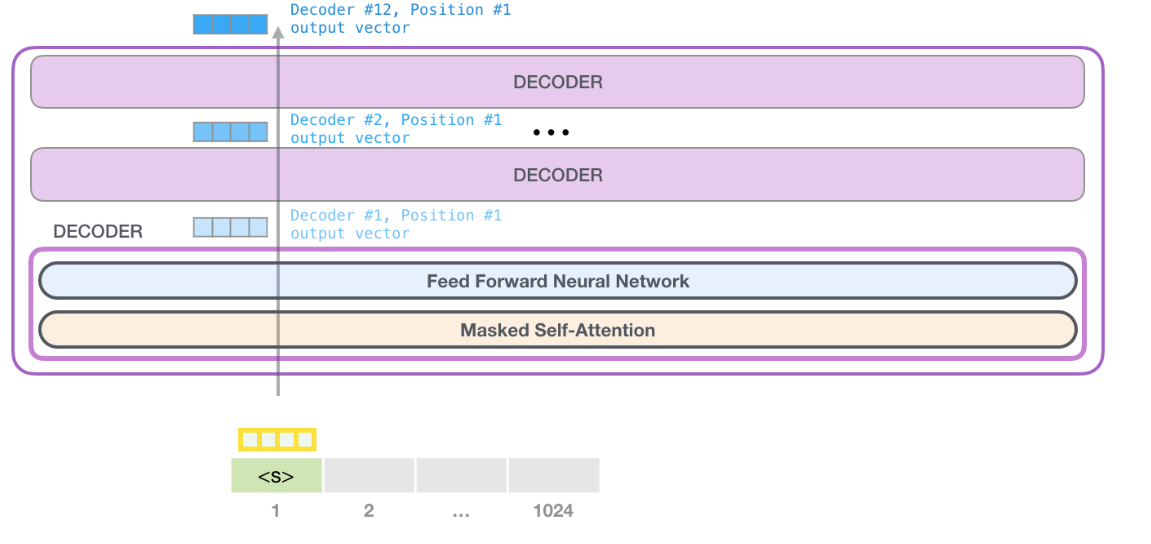 Decoder #12, Position #1
output vector
DECODER
Decoder #2, Position #1
output vector
...
DECODER
Decoder #1, Position #1
output vector
DECODER
Feed Forward Neural Network
Masked Self-Attention
<s>
1 2 ... 1024